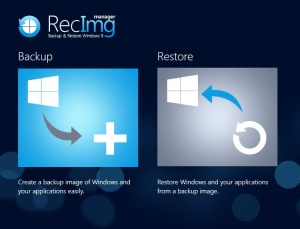 RecImg
manager
Backup & Restore Windows 8
Backup
Restore
Create a backup image of Windows and
your applications easily.
Restore Windows and your applications
from a backup image.